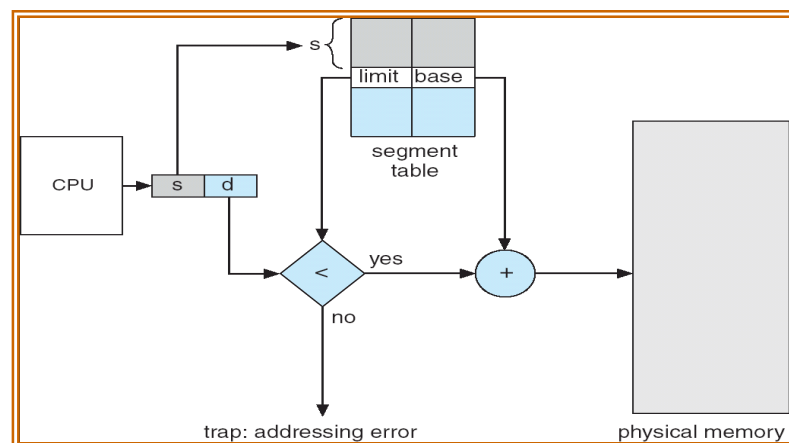 s
limit base
segment
table
CPU
s d
<
yes
+
no
trap: addressing error
physical memory